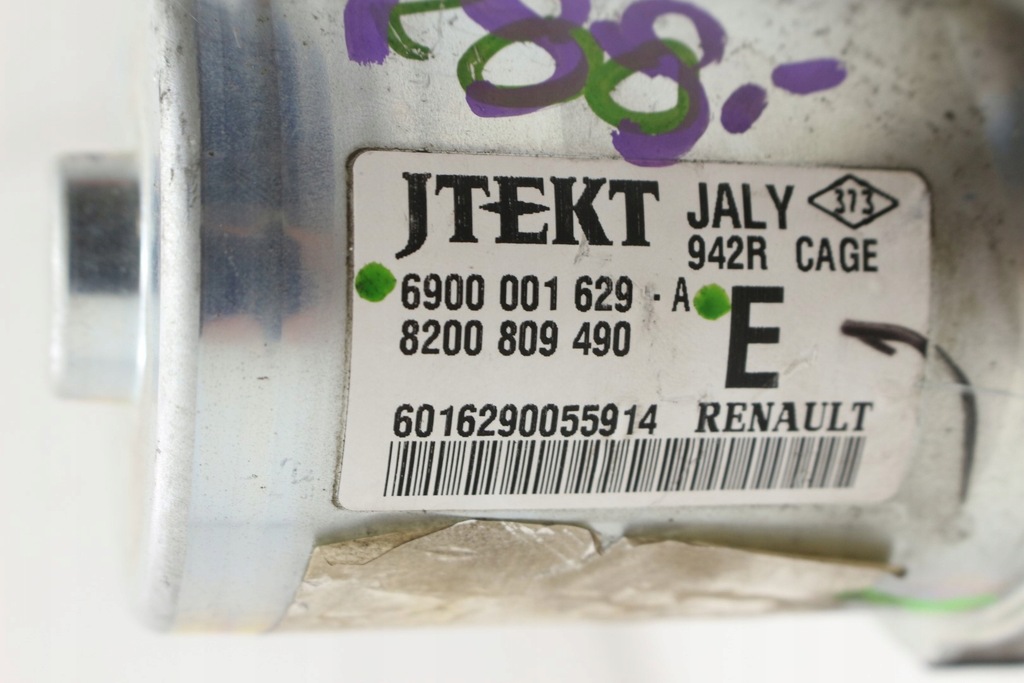 JTEKT JALY 373
942R CAGE
6900 001 629 - A
8200 809 490 E
6016290055914 RENAULT